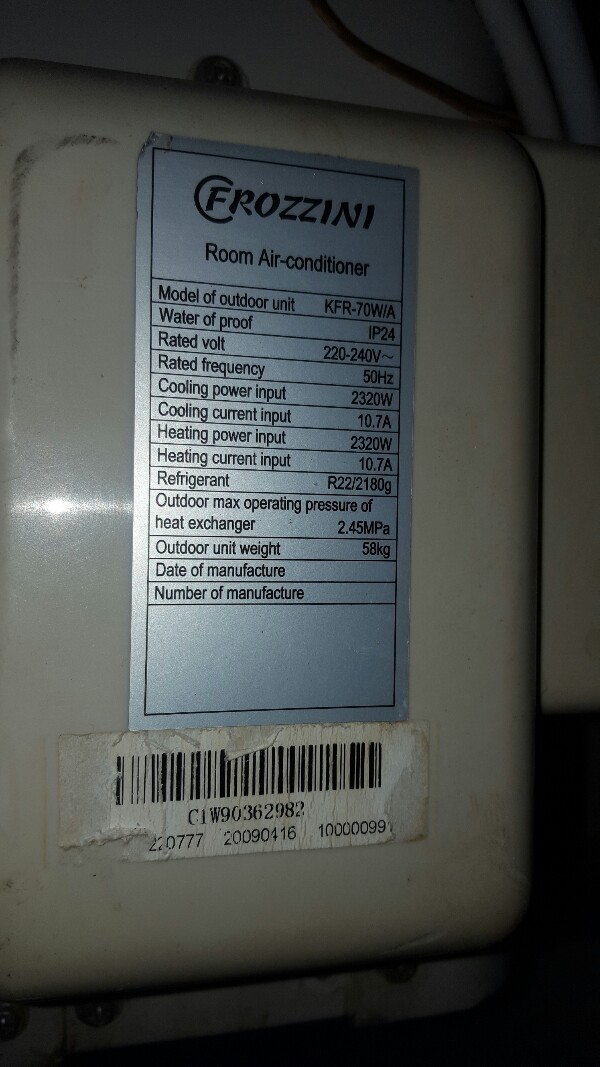 FROZZINI
Room Air-conditioner
Model of outdoor unit KFR-70W/A
Water of proof IP24
Rated volt 220-240V~
Rated frequency 50Hz
Cooling power input 2320W
Cooling current input 10.7A
Heating power input 2320W
Heating current input 10.7A
Refrigerant R22/2180g
Outdoor max operating pressure of
heat exchanger 2.45MPa
Outdoor unit weight 58kg
Date of manufacture
Number of manufacture
C1W90362982
220777 20090416 10000099